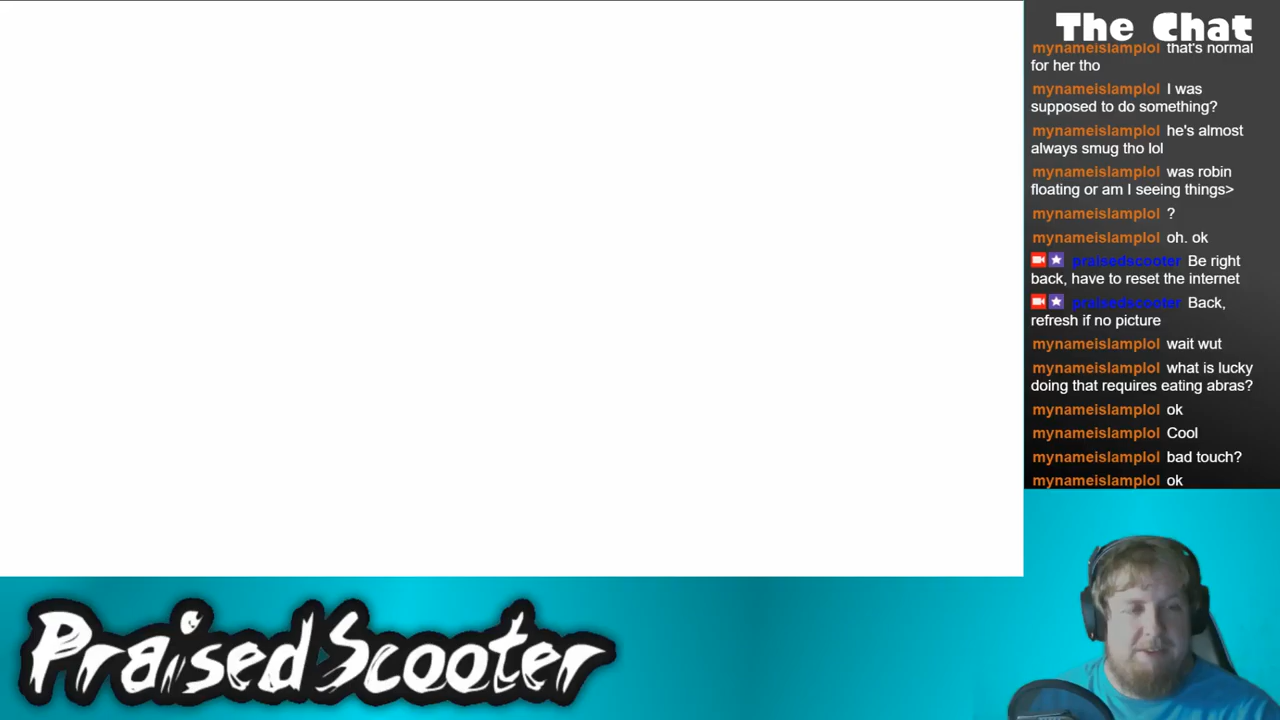 The Chat
mynameislamplol that's normal
for her tho
mynameislamplol I was
supposed to do something?
mynameislamplol he's almost
always smug tho lol
mynameislamplol was robin
floating or am I seeing things>
mynameislamplol ?
mynameislamplol oh. ok
praisedscooter Be right
back, have to reset the internet
praisedscooter Back,
refresh if no picture
mynameislamplol wait wut
mynameislamplol what is lucky
doing that requires eating abras?
mynameislamplol ok
mynameislamplol Cool
mynameislamplol bad touch?
mynameislamplol ok
PraisedScooter